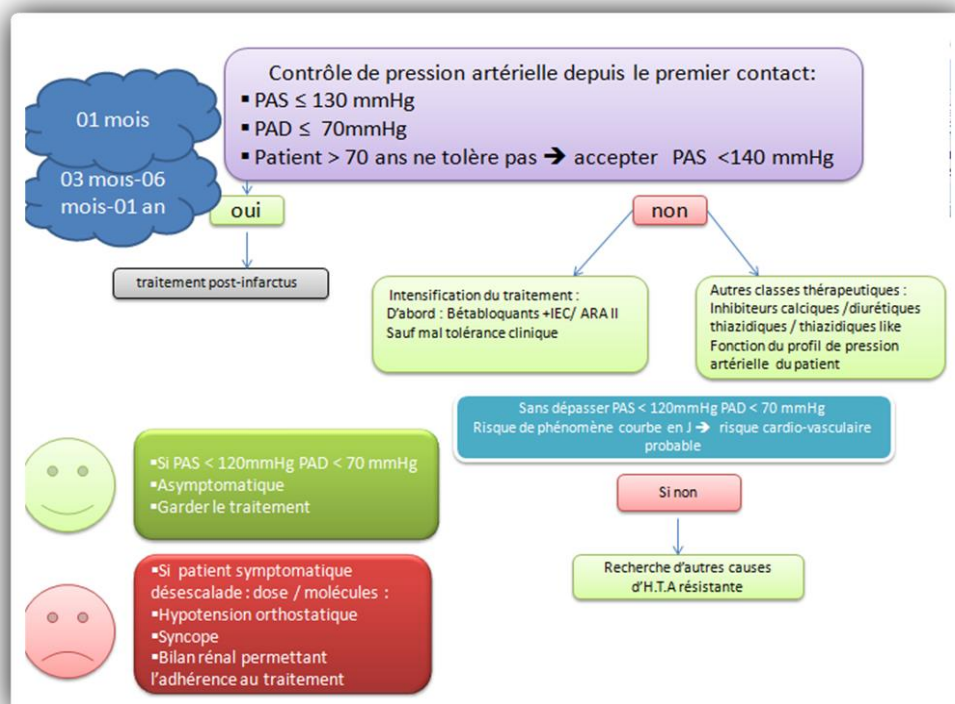 Contrôle de pression artérielle depuis le premier contact:
▪ PAS ≤ 130 mmHg
▪ PAD ≤ 70mmHg
▪ Patient > 70 ans ne tolère pas ➔ accepter PAS <140 mmHg
01 mois
03 mois-06
mois-01 an
oui
non
traitement post-infarctus
Intensification du traitement :
D'abord : Bétabloquants +IEC/ ARA II
Sauf mal tolérance clinique
Autres classes thérapeutiques :
Inhibiteurs calciques /diurétiques
thiazidiques / thiazidiques like
Fonction du profil de pression
artérielle du patient
Sans dépasser PAS < 120mmHg PAD < 70 mmHg
Risque de phénomène courbe en J ➔ risque cardio-vasculaire
probable
▪Si PAS < 120mmHg PAD < 70 mmHg
▪Asymptomatique
▪Garder le traitement
Si non
Recherche d'autres causes
d'H.T.A résistante
▪Si patient symptomatique
désescalade : dose / molécules :
▪Hypotension orthostatique
▪Syncope
▪Bilan rénal permettant
l'adhérence au traitement